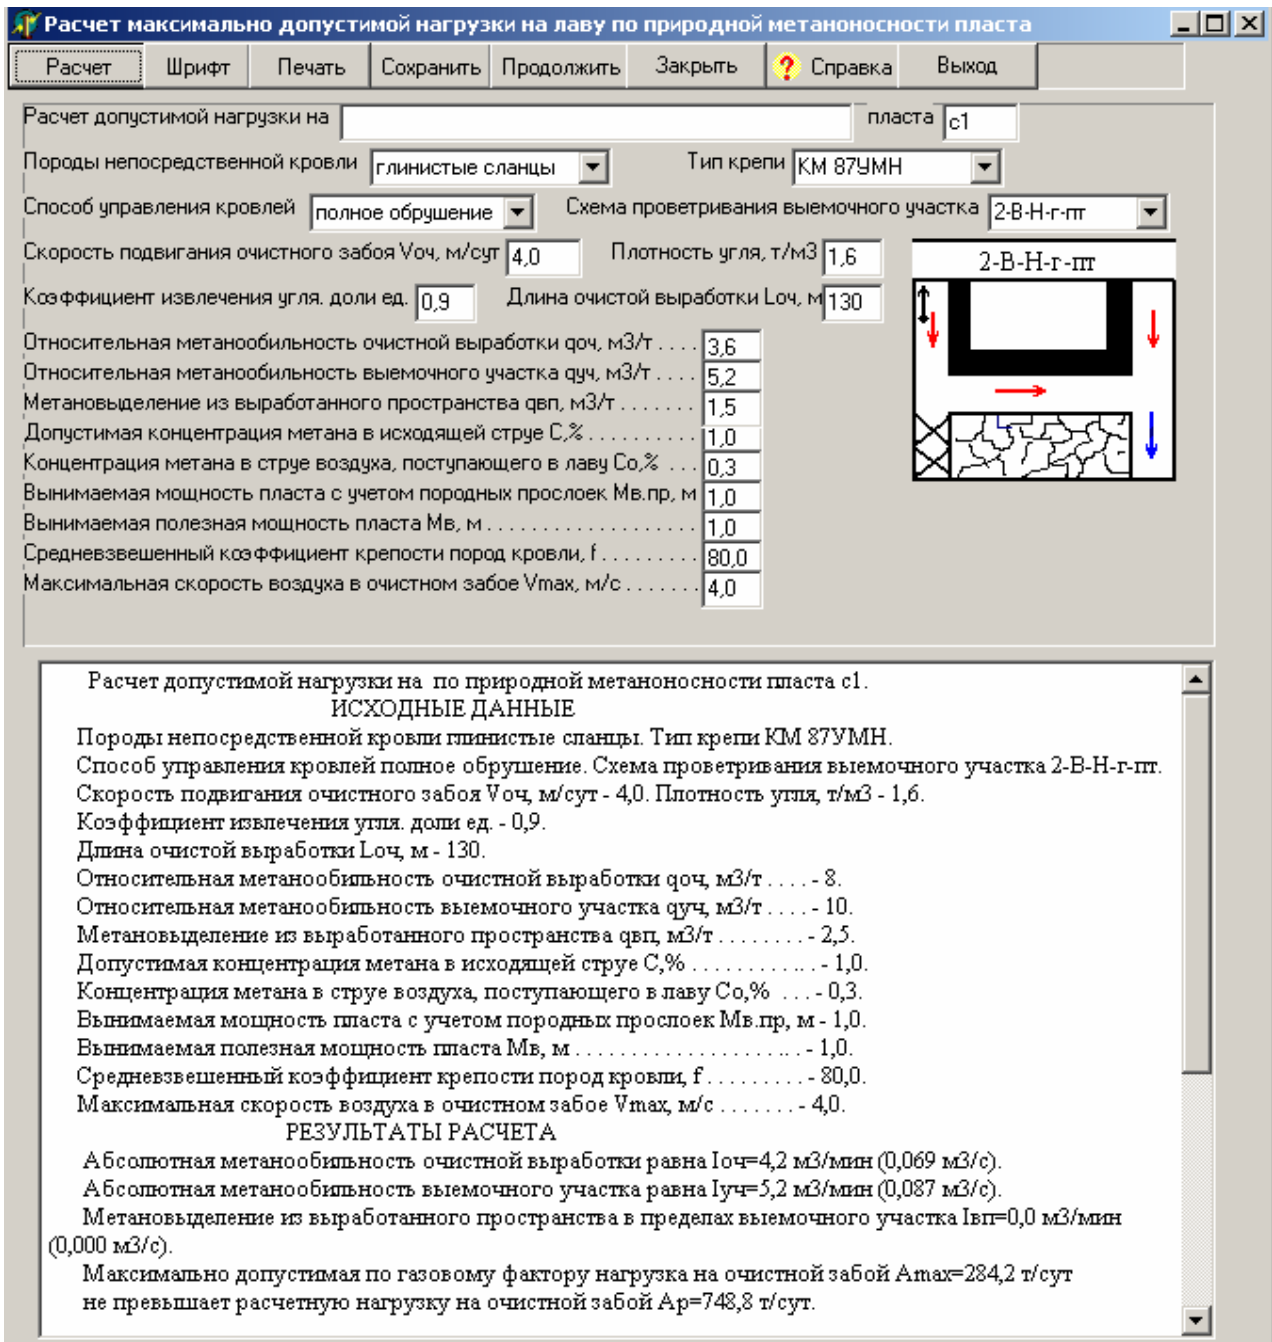 Расчет максимально допустимой нагрузки на лаву по природной метаноносности пласта
Расчет Шрифт Печать Сохранить Продолжить Закрыть ? Справка Выход
Расчет допустимой нагрузки на пласта с1
Породы непосредственной кровли глинистые сланцы Тип крепи КМ 87УМН
Способ управления кровлей полное обрушение Схема проветривания выемочного участка 2-В-Н-г-пт
Скорость подвигания очистного забоя Vоч, м/сут 4,0 Плотность угля, т/м3 1,6
2-В-Н-г-пт
Коэффициент извлечения угля. доли ед. 0,9 Длина очистой выработки Lоч, м 130
Относительная метанообильность очистной выработки qоч, м3/т . . . . 3,6
Относительная метанообильность выемочного участка qуч, м3/т . . . . 5,2
Метановыделение из выработанного пространства qвп, м3/т . . . . . . . 1,5
Допустимая концентрация метана в исходящей струе С,% . . . . . . . . . . 1,0
Концентрация метана в струе воздуха, поступающего в лаву Со,% . . . 0,3
Вынимаемая мощность пласта с учетом породных прослоек Мв.пр, м 1,0
Вынимаемая полезная мощность пласта Мв, м . . . . . . . . . . . . . . . . . . . 1,0
Средневзвешенный коэффициент крепости пород кровли, f . . . . . . . . . 80,0
Максимальная скорость воздуха в очистном забое Vmax, м/с . . . . . . . 4,0
Расчет допустимой нагрузки на по природной метаноносности пласта с1.
ИСХОДНЫЕ ДАННЫЕ
Породы непосредственной кровли глинистые сланцы. Тип крепи КМ 87УМН.
Способ управления кровлей полное обрушение. Схема проветривания выемочного участка 2-В-Н-г-пт.
Скорость подвигания очистного забоя Vоч, м/сут - 4,0. Плотность угля, т/м3 - 1,6.
Коэффициент извлечения угля. доли ед. - 0,9.
Длина очистой выработки Lоч, м - 130.
Относительная метанообильность очистной выработки qоч, м3/т . . . . - 8.
Относительная метанообильность выемочного участка qуч, м3/т . . . . - 10.
Метановыделение из выработанного пространства qвп, м3/т . . . . . . . . - 2,5.
Допустимая концентрация метана в исходящей струе С,% . . . . . . . . . . . . - 1,0.
Концентрация метана в струе воздуха, поступающего в лаву Со,% . . . - 0,3.
Вынимаемая мощность пласта с учетом породных прослоек Мв.пр, м - 1,0.
Вынимаемая полезная мощность пласта Мв, м . . . . . . . . . . . . . . . . . . . . . - 1,0.
Средневзвешенный коэффициент крепости пород кровли, f . . . . . . . . . - 80,0.
Максимальная скорость воздуха в очистном забое Vmax, м/с . . . . . . . - 4,0.
РЕЗУЛЬТАТЫ РАСЧЕТА
Абсолютная метанообильность очистной выработки равна Iоч=4,2 м3/мин (0,069 м3/с).
Абсолютная метанообильность выемочного участка равна Iуч=5,2 м3/мин (0,087 м3/с).
Метановыделение из выработанного пространства в пределах выемочного участка Iвп=0,0 м3/мин
(0,000 м3/с).
Максимально допустимая по газовому фактору нагрузка на очистной забой Аmax=284,2 т/сут
не превышает расчетную нагрузку на очистной забой Ар=748,8 т/сут.